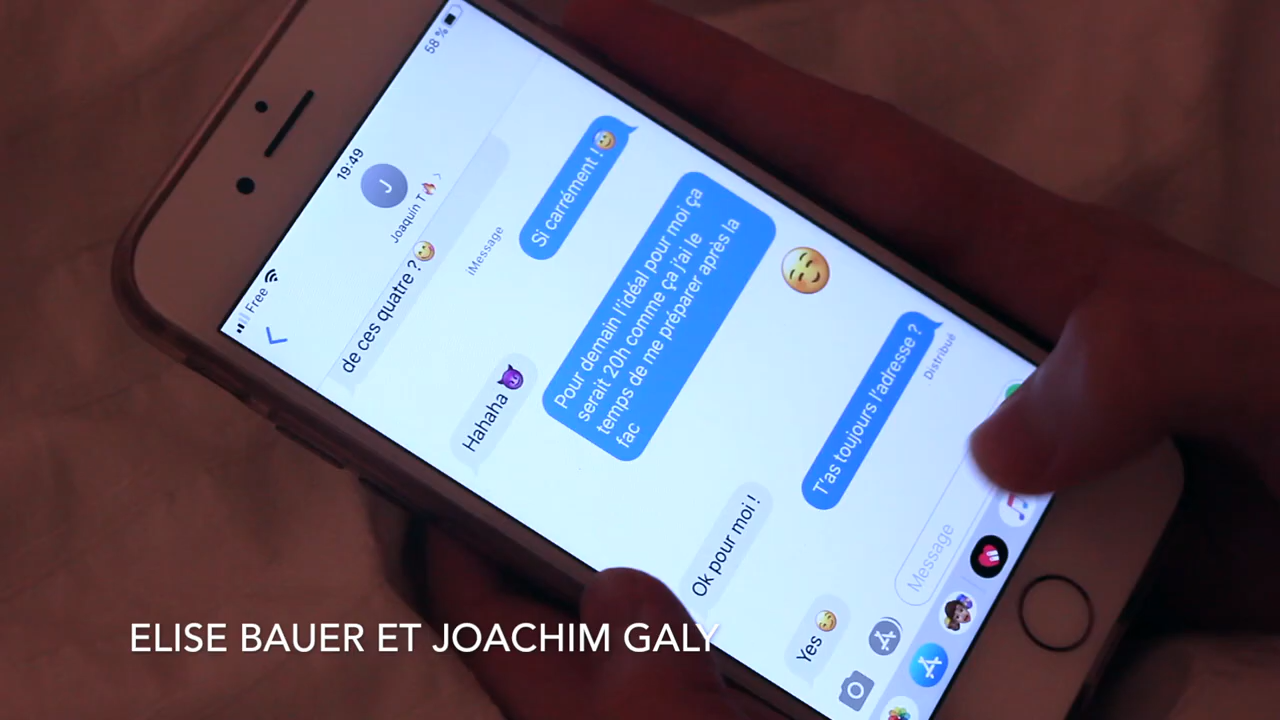 Free
19:49
58 %
J
Joaquin T🔥 >
de ces quatre ?😊
iMessage
Si carrément !😊
Hahaha 😈
Pour demain l'idéal pour moi ça
serait 20h comme ça j'ai le
temps de me préparer après la
fac
😊
Ok pour moi !
T'as toujours l'adresse ?
Distribué
Yes 😉
Message
ELISE BAUER ET JOACHIM GALY